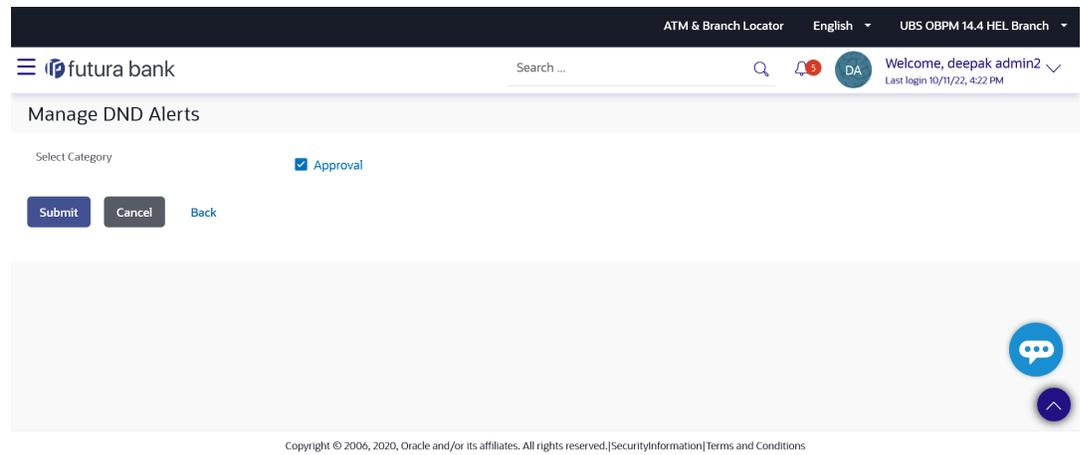 ATM & Branch Locator English UBS OBPM 14.4 HEL Branch
futura bank Search ... 5 DA Welcome, deepak admin2
Last login 10/11/22, 4:22 PM
Manage DND Alerts
Select Category
Approval
Submit Cancel Back
Copyright © 2006, 2020, Oracle and/or its affiliates. All rights reserved.|SecurityInformation|Terms and Conditions